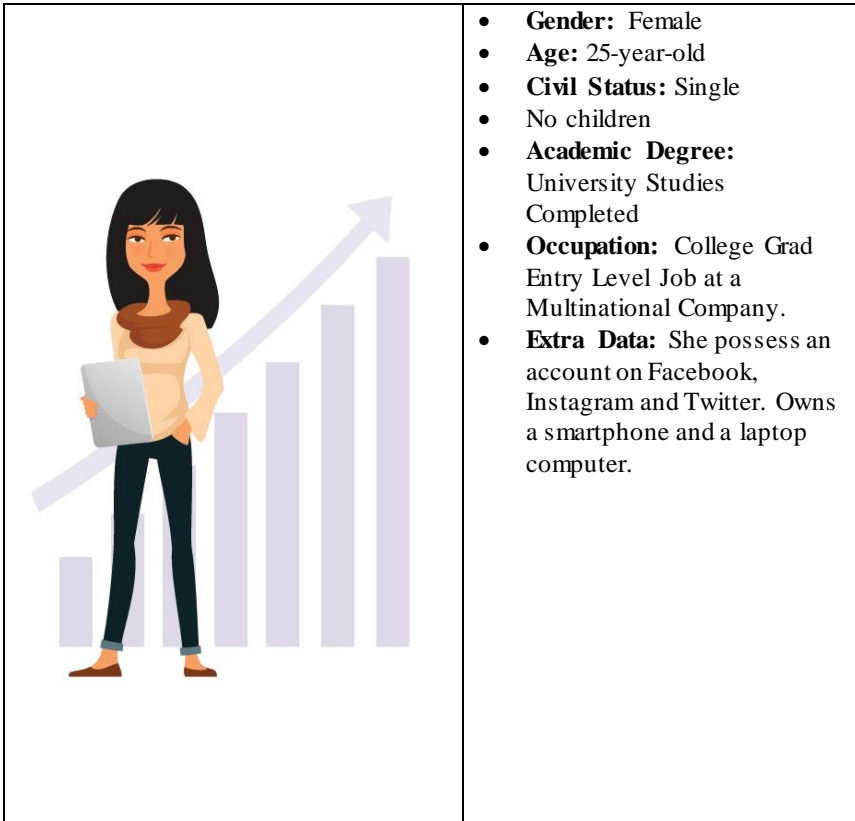 • Gender: Female
• Age: 25-year-old
• Civil Status: Single
• No children
• Academic Degree:
University Studies
Completed
• Occupation: College Grad
Entry Level Job at a
Multinational Company.
• Extra Data: She possess an
account on Facebook,
Instagram and Twitter. Owns
a smartphone and a laptop
computer.